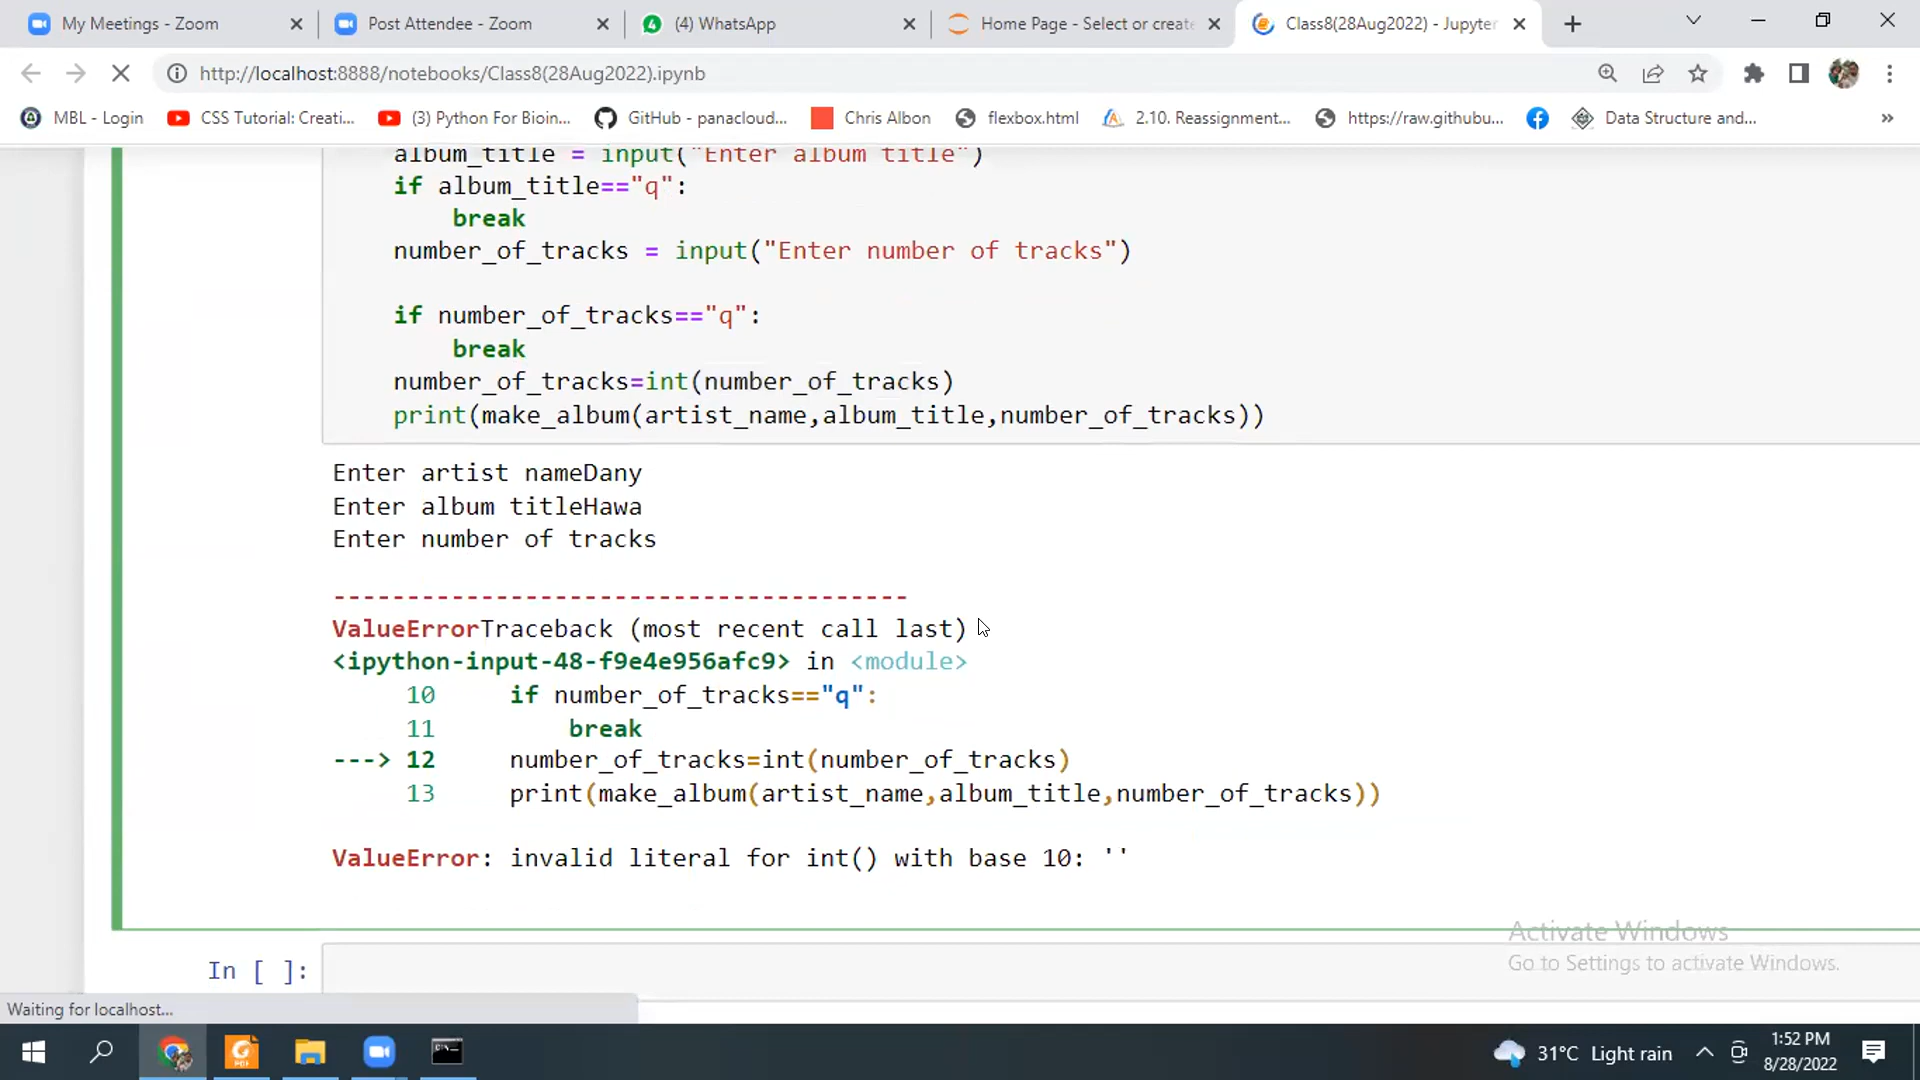 My Meetings - Zoom
Post Attendee - Zoom
(4) WhatsApp
Home Page - Select or create
Class8(28Aug2022) - Jupyter
http://localhost:8888/notebooks/Class8(28Aug2022).ipynb
MBL - Login
CSS Tutorial: Creati...
(3) Python For Bioin...
GitHub - panacloud...
Chris Albon
flexbox.html
2.10. Reassignment...
https://raw.githubu...
Data Structure and...
»
album_title = input("Enter album title")
if album_title=="q":
break
number_of_tracks = input("Enter number of tracks")
if number_of_tracks=="q":
break
number_of_tracks=int(number_of_tracks)
print(make_album(artist_name,album_title,number_of_tracks))
Enter artist nameDany
Enter album titleHawa
Enter number of tracks
---------------------------------------
ValueErrorTraceback (most recent call last)
<ipython-input-48-f9e4e956afc9> in <module>
10 if number_of_tracks=="q":
11 break
---> 12 number_of_tracks=int(number_of_tracks)
13 print(make_album(artist_name,album_title,number_of_tracks))
ValueError: invalid literal for int() with base 10: ''
Activate Windows
Go to Settings to activate Windows.
In [ ]:
Waiting for localhost...
31°C Light rain
1:52 PM
8/28/2022